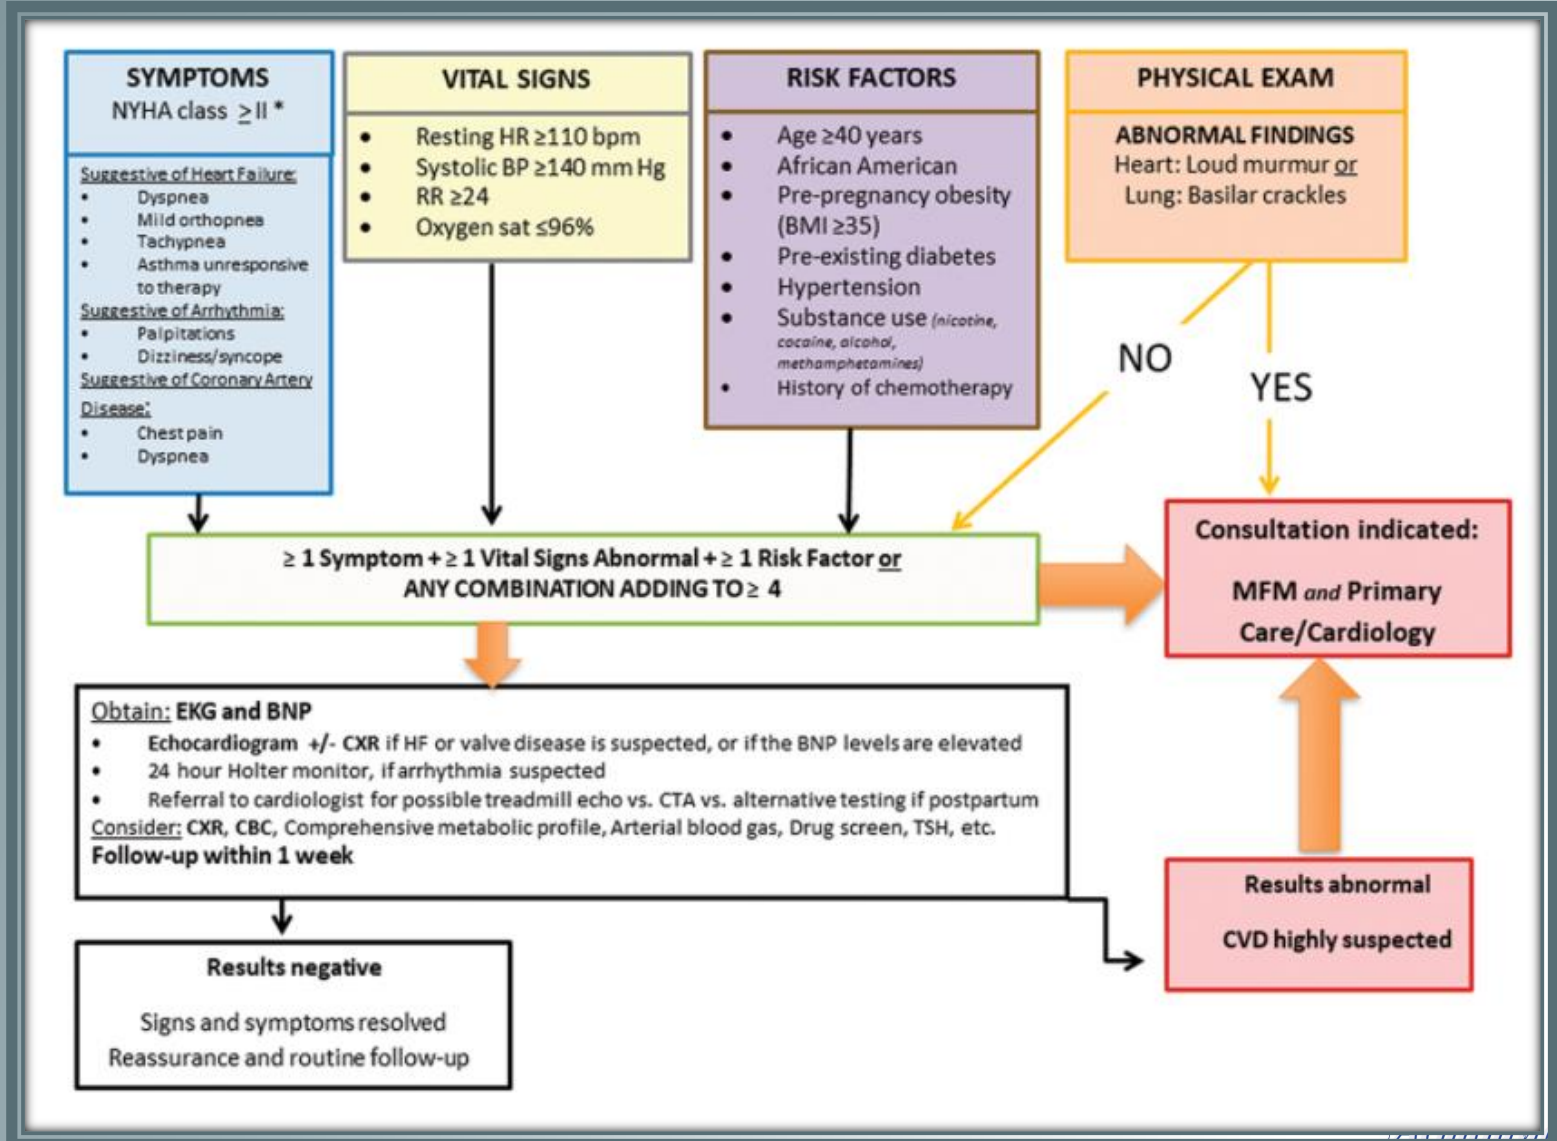 SYMPTOMS
NYHA class ≥ II *
Suggestive of Heart Failure:
• Dyspnea
• Mild orthopnea
• Tachypnea
• Asthma unresponsive
to therapy
Suggestive of Arrhythmia:
• Palpitations
• Dizziness/syncope
Suggestive of Coronary Artery
Disease:
• Chest pain
• Dyspnea
VITAL SIGNS
• Resting HR ≥110 bpm
• Systolic BP ≥140 mm Hg
• RR ≥24
• Oxygen sat ≤96%
RISK FACTORS
• Age ≥40 years
• African American
• Pre-pregnancy obesity
(BMI ≥35)
• Pre-existing diabetes
• Hypertension
• Substance use (nicotine,
cocaine, alcohol,
methamphetamines)
• History of chemotherapy
PHYSICAL EXAM
ABNORMAL FINDINGS
Heart: Loud murmur or
Lung: Basilar crackles
NO
YES
≥ 1 Symptom + ≥ 1 Vital Signs Abnormal + ≥ 1 Risk Factor or
ANY COMBINATION ADDING TO ≥ 4
Consultation indicated:
MFM and Primary
Care/Cardiology
Obtain: EKG and BNP
• Echocardiogram +/- CXR if HF or valve disease is suspected, or if the BNP levels are elevated
• 24 hour Holter monitor, if arrhythmia suspected
• Referral to cardiologist for possible treadmill echo vs. CTA vs. alternative testing if postpartum
Consider: CXR, CBC, Comprehensive metabolic profile, Arterial blood gas, Drug screen, TSH, etc.
Follow-up within 1 week
Results abnormal
CVD highly suspected
Results negative
Signs and symptoms resolved
Reassurance and routine follow-up